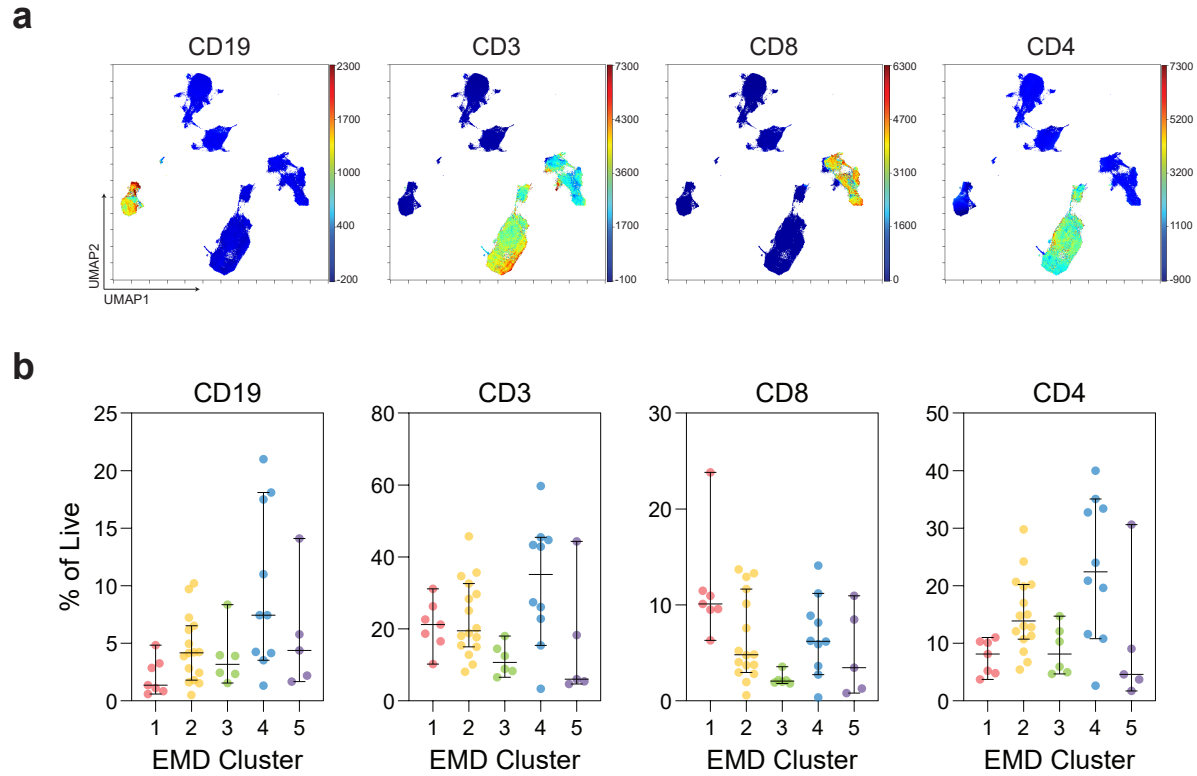 a
CD19
CD3
CD8
CD4
2300
1700
1000
400
-200
7300
4300
3600
1700
-100
6300
4700
3100
1600
0
7300
5200
3200
1100
-900
UMAP2
UMAP1
b
CD19
CD3
CD8
CD4
% of Live
25
20
15
10
5
0
80
60
40
20
0
30
20
10
0
50
40
30
20
10
0
1 2 3 4 5
1 2 3 4 5
1 2 3 4 5
1 2 3 4 5
EMD Cluster
EMD Cluster
EMD Cluster
EMD Cluster